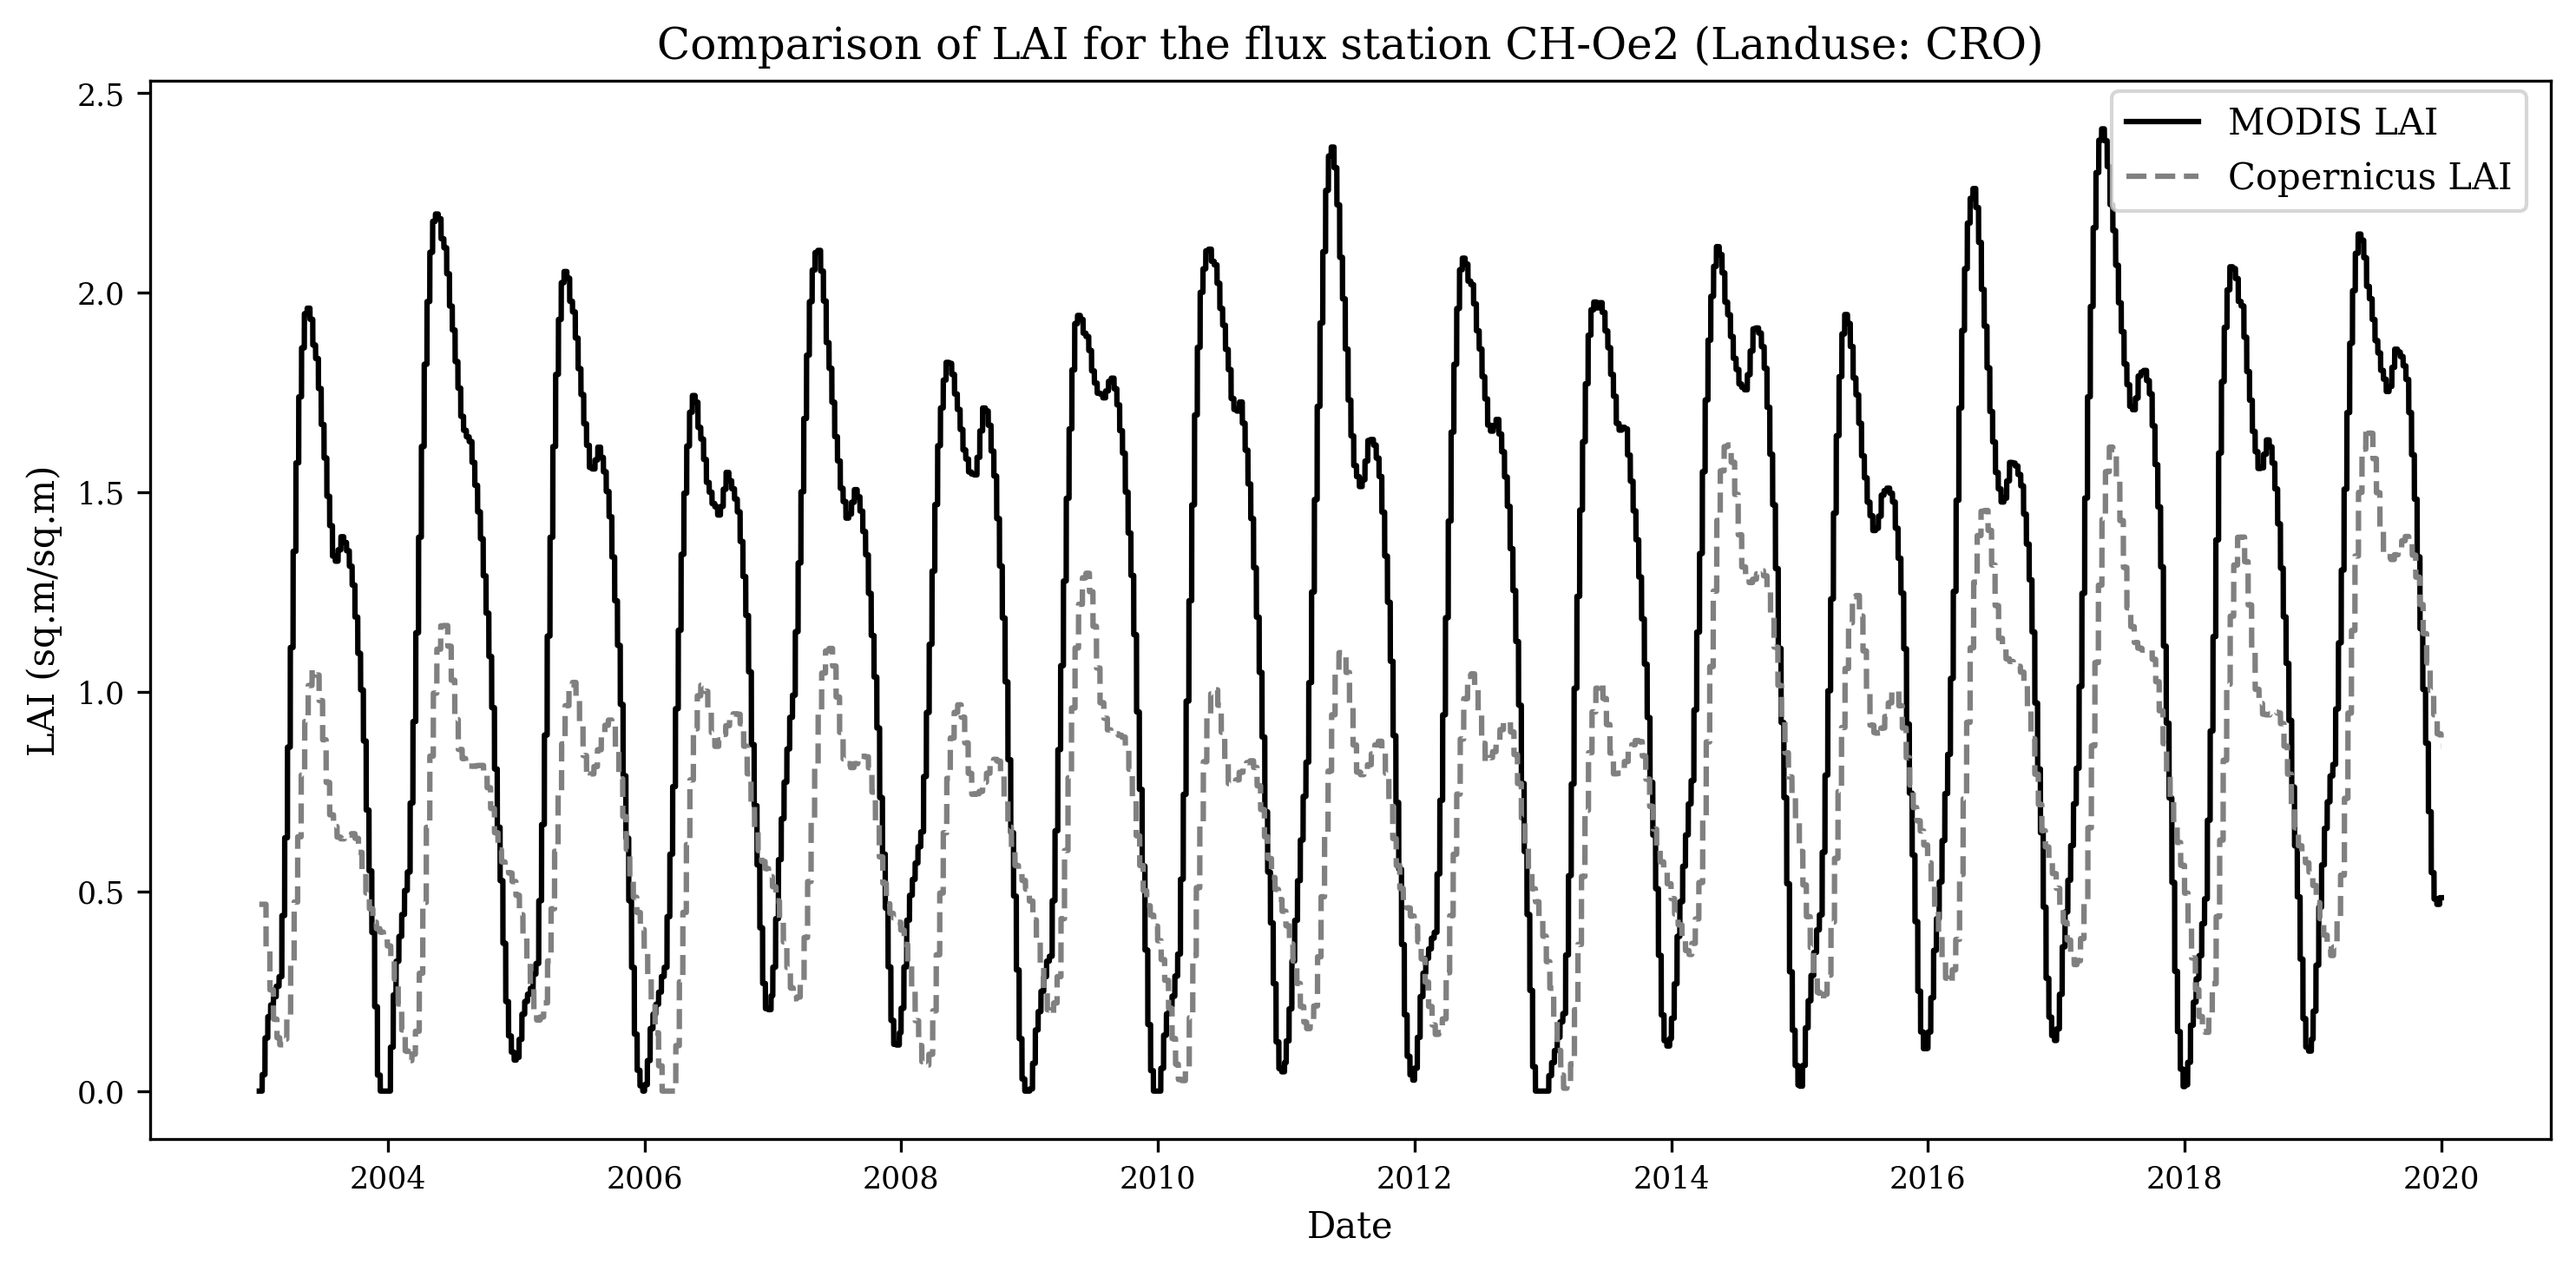 Comparison of LAI for the flux station CH-Oe2 (Landuse: CRO)
MODIS LAI
Copernicus LAI
LAI (sq.m/sq.m)
2.5
2.0
1.5
1.0
0.5
0.0
2004 2006 2008 2010 2012 2014 2016 2018 2020
Date